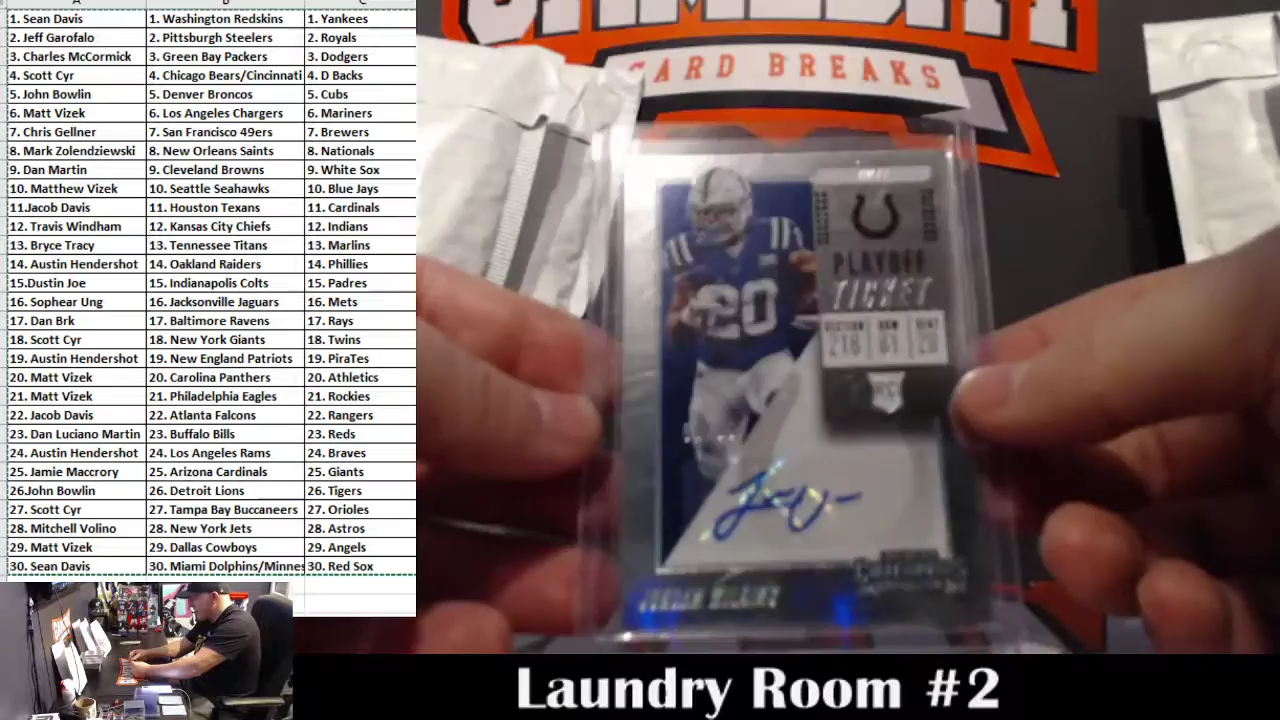 A B C
1. Sean Davis 1. Washington Redskins 1. Yankees
2. Jeff Garofalo 2. Pittsburgh Steelers 2. Royals
3. Charles McCormick 3. Green Bay Packers 3. Dodgers
4. Scott Cyr 4. Chicago Bears/Cincinnati 4. D Backs
5. John Bowlin 5. Denver Broncos 5. Cubs
6. Matt Vizek 6. Los Angeles Chargers 6. Mariners
7. Chris Gellner 7. San Francisco 49ers 7. Brewers
8. Mark Zolendziewski 8. New Orleans Saints 8. Nationals
9. Dan Martin 9. Cleveland Browns 9. White Sox
10. Matthew Vizek 10. Seattle Seahawks 10. Blue Jays
11.Jacob Davis 11. Houston Texans 11. Cardinals
12. Travis Windham 12. Kansas City Chiefs 12. Indians
13. Bryce Tracy 13. Tennessee Titans 13. Marlins
14. Austin Hendershot 14. Oakland Raiders 14. Phillies
15.Dustin Joe 15. Indianapolis Colts 15. Padres
16. Sophear Ung 16. Jacksonville Jaguars 16. Mets
17. Dan Brk 17. Baltimore Ravens 17. Rays
18. Scott Cyr 18. New York Giants 18. Twins
19. Austin Hendershot 19. New England Patriots 19. PiraTes
20. Matt Vizek 20. Carolina Panthers 20. Athletics
21. Matt Vizek 21. Philadelphia Eagles 21. Rockies
22. Jacob Davis 22. Atlanta Falcons 22. Rangers
23. Dan Luciano Martin 23. Buffalo Bills 23. Reds
24. Austin Hendershot 24. Los Angeles Rams 24. Braves
25. Jamie Maccrory 25. Arizona Cardinals 25. Giants
26.John Bowlin 26. Detroit Lions 26. Tigers
27. Scott Cyr 27. Tampa Bay Buccaneers 27. Orioles
28. Mitchell Volino 28. New York Jets 28. Astros
29. Matt Vizek 29. Dallas Cowboys 29. Angels
30. Sean Davis 30. Miami Dolphins/Minnes 30. Red Sox
GAMEDAY
CARD BREAKS
PLAYOFF
TICKET
SECTION ROW SEAT
218 01 20
20
RC
JORDAN WILKINS
Laundry Room #2